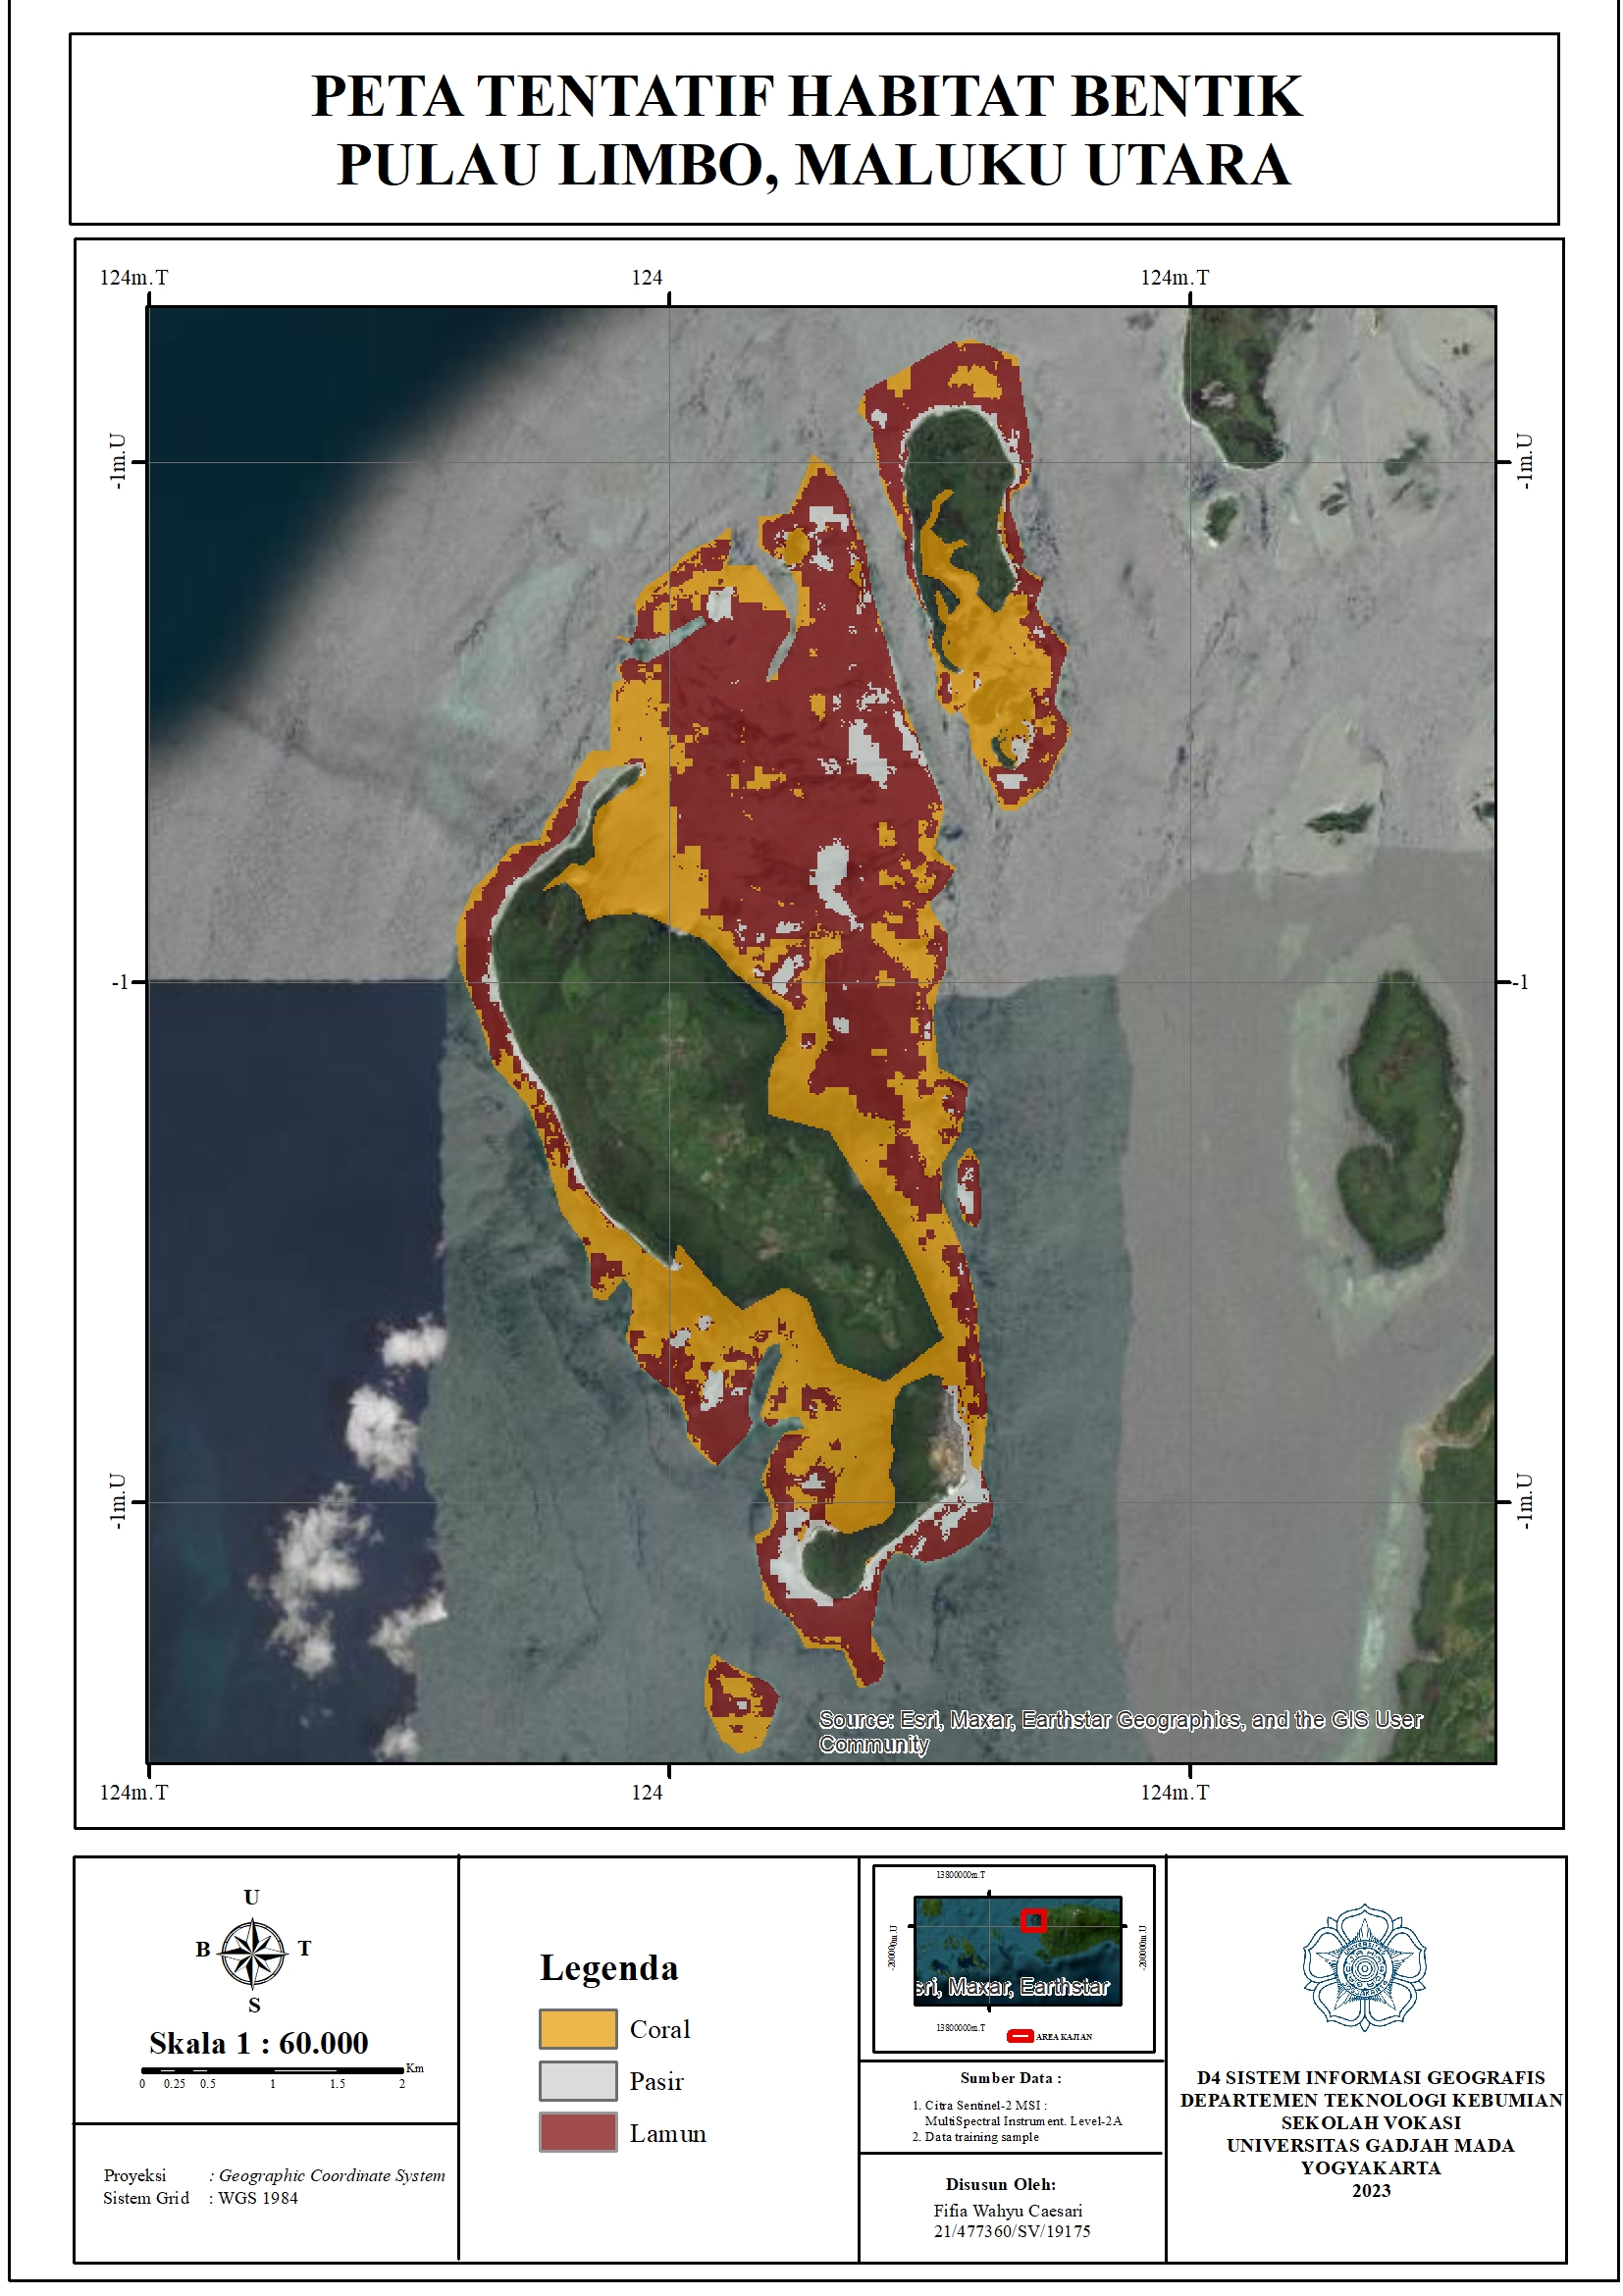 PETA TENTATIF HABITAT BENTIK
PULAU LIMBO, MALUKU UTARA
124m.T
124
124m.T
-1m.U
-1m.U
-1
-1
-1m.U
-1m.U
Source: Esri, Maxar, Earthstar Geographics, and the GIS User
Community
124m.T
124
124m.T
U
B T
S
Skala 1 : 60.000
Km
0 0.25 0.5 1 1.5 2
Proyeksi : Geographic Coordinate System
Sistem Grid : WGS 1984
Legenda
Coral
Pasir
Lamun
13800000m.T
-20000m.U
-20000m.U
sri, Maxar, Earthstar
13800000m.T
AREA KAJIAN
Sumber Data :
1. Citra Sentinel-2 MSI :
MultiSpectral Instrument. Level-2A
2. Data training sample
Disusun Oleh:
Fifia Wahyu Caesari
21/477360/SV/19175
D4 SISTEM INFORMASI GEOGRAFIS
DEPARTEMEN TEKNOLOGI KEBUMIAN
SEKOLAH VOKASI
UNIVERSITAS GADJAH MADA
YOGYAKARTA
2023